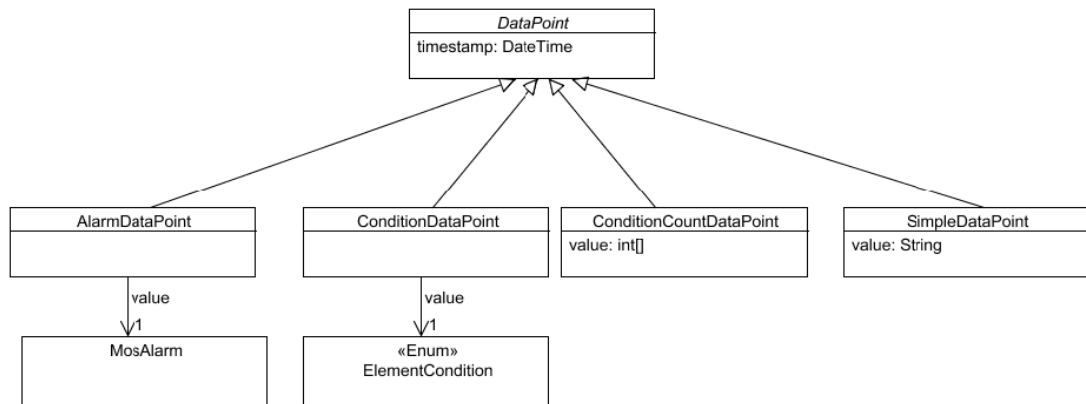 DataPoint
timestamp: DateTime
AlarmDataPoint
ConditionDataPoint
ConditionCountDataPoint
value: int[]
SimpleDataPoint
value: String
value
1
value
1
MosAlarm
«Enum»
ElementCondition